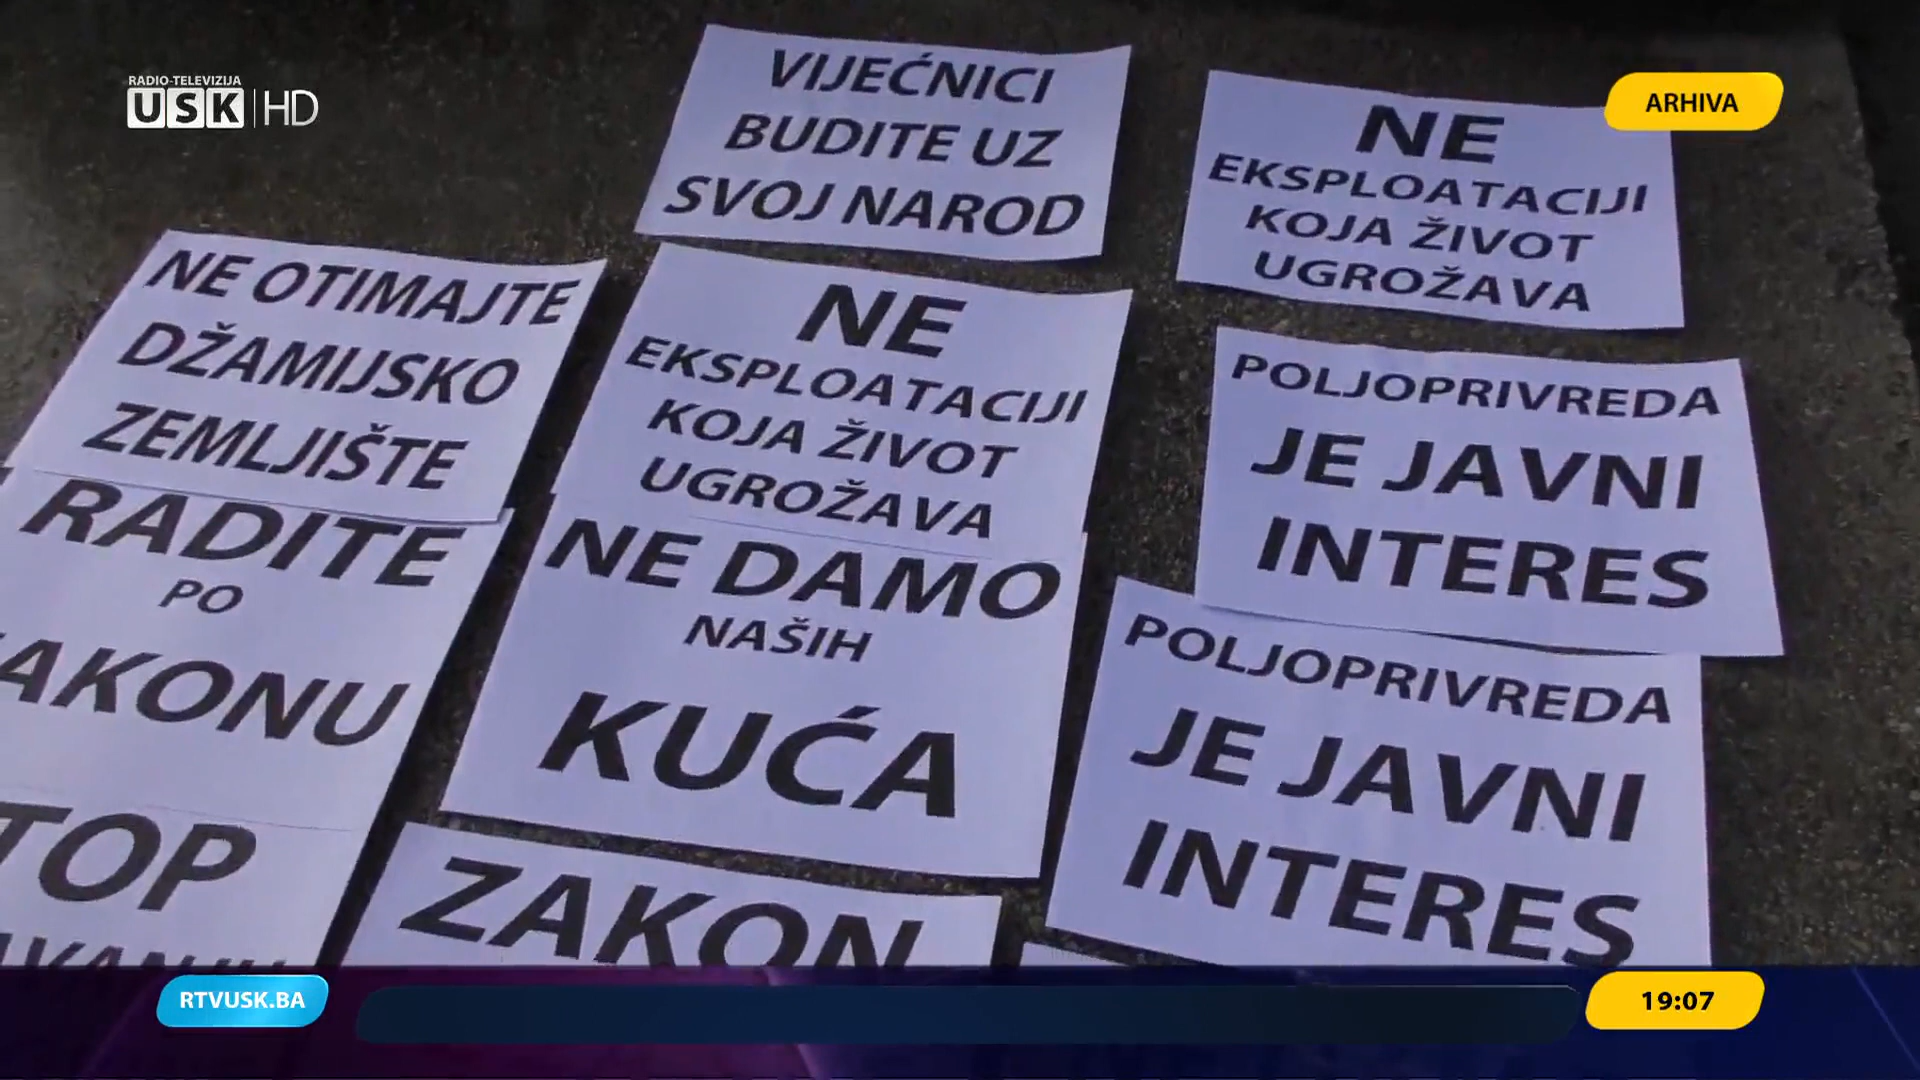 RADIO-TELEVIZIJA
USK HD
ARHIVA
VIJEĆNICI
BUDITE UZ
SVOJ NAROD
NE
EKSPLOATACIJI
KOJA ŽIVOT
UGROŽAVA
NE OTIMAJTE
DŽAMIJSKO
ZEMLJIŠTE
NE
EKSPLOATACIJI
KOJA ŽIVOT
UGROŽAVA
POLJOPRIVREDA
JE JAVNI
INTERES
RADITE
PO
AKONU
NE DAMO
NAŠIH
KUĆA
POLJOPRIVREDA
JE JAVNI
INTERES
TOP
ZAKON
RTVUSK.BA
19:07